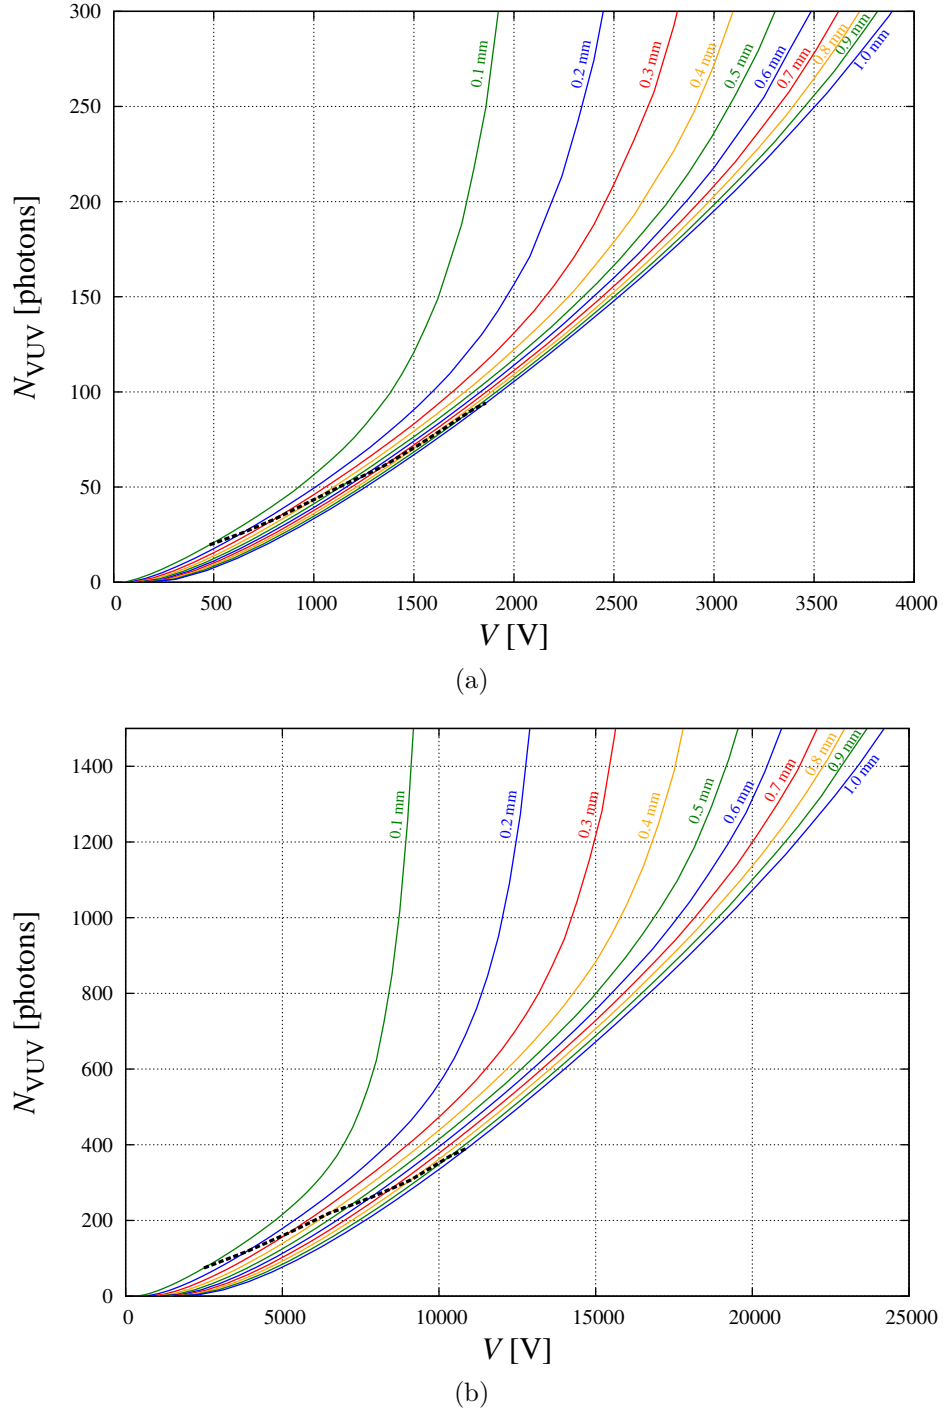 300
250
200
150
100
50
0
N_VUV [photons]
0.1 mm
0.2 mm
0.3 mm
0.4 mm
0.5 mm
0.6 mm
0.7 mm
0.8 mm
0.9 mm
1.0 mm
0 500 1000 1500 2000 2500 3000 3500 4000
V [V]
(a)
1400
1200
1000
800
600
400
200
0
N_VUV [photons]
0.1 mm
0.2 mm
0.3 mm
0.4 mm
0.5 mm
0.6 mm
0.7 mm
0.8 mm
0.9 mm
1.0 mm
0 5000 10000 15000 20000 25000
V [V]
(b)